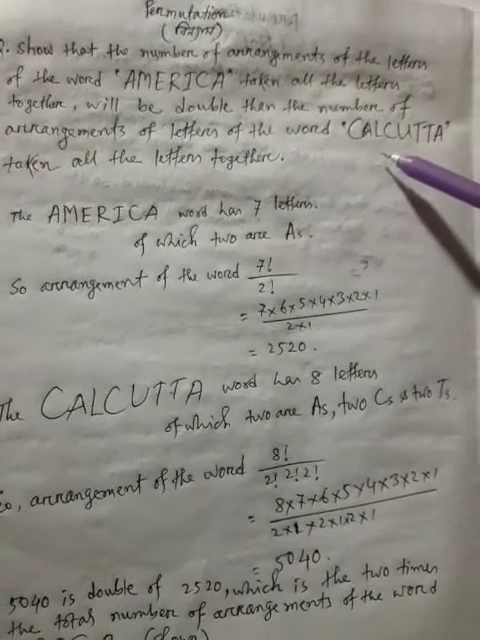 Permutation
(বিন্যাস)
Q. Show that the number of arrangements of the letters
of the word "AMERICA" taken all the letters
together, will be double than the number of
arrangements of letters of the word "CALCUTTA"
taken all the letters together.
The AMERICA word has 7 letters.
of which two are As.
So arrangement of the word 7!
2!
= 7×6×5×4×3×2×1
2×1
= 2520.
The CALCUTTA word has 8 letters
of which two are As, two Cs & two Ts.
So, arrangement of the word 8!
2! 2! 2!
= 8×7×6×5×4×3×2×1
2×1×2×1×2×1
= 5040.
5040 is double of 2520, which is the two times
the total number of arrangements of the word